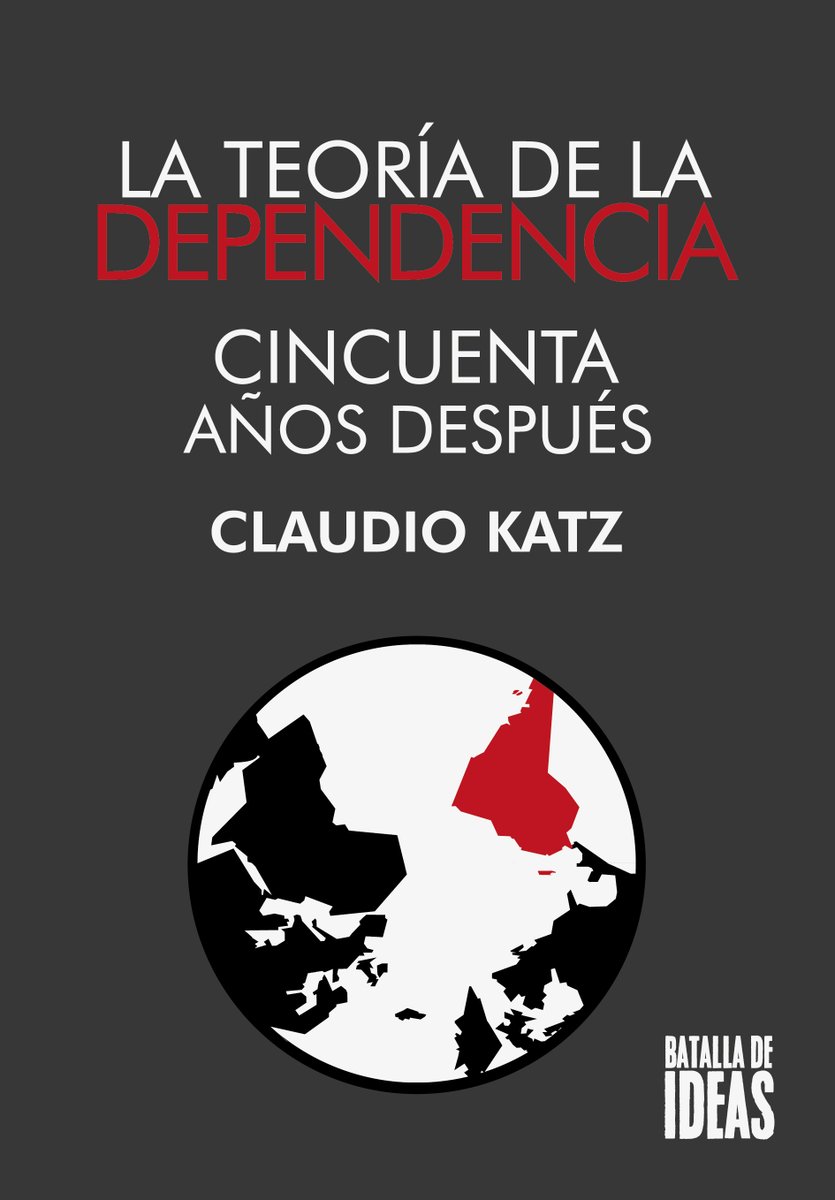 LA TEORÍA DE LA
DEPENDENCIA
CINCUENTA
AÑOS DESPUÉS
CLAUDIO KATZ
BATALLA DE
IDEAS